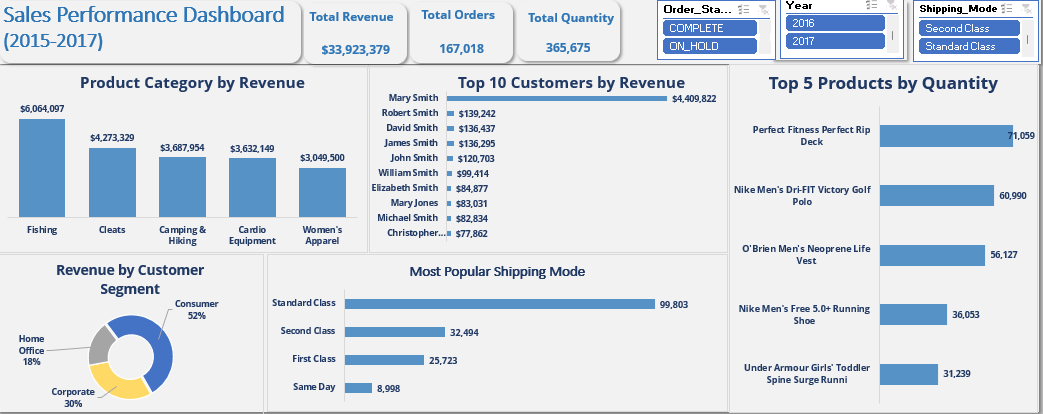 Sales Performance Dashboard
(2015-2017)
Total Revenue
$33,923,379
Total Orders
167,018
Total Quantity
365,675
Order_Sta...
COMPLETE
ON_HOLD
Year
2016
2017
Shipping_Mode
Second Class
Standard Class
Product Category by Revenue
$6,064,097
$4,273,329
$3,687,954
$3,632,149
$3,049,500
Fishing
Cleats
Camping &
Hiking
Cardio
Equipment
Women's
Apparel
Top 10 Customers by Revenue
Mary Smith
$4,409,822
Robert Smith
$139,242
David Smith
$136,437
James Smith
$136,295
John Smith
$120,703
William Smith
$99,414
Elizabeth Smith
$84,877
Mary Jones
$83,031
Michael Smith
$82,834
Christopher...
$77,862
Top 5 Products by Quantity
Perfect Fitness Perfect Rip
Deck
71,059
Nike Men's Dri-FIT Victory Golf
Polo
60,990
O'Brien Men's Neoprene Life
Vest
56,127
Nike Men's Free 5.0+ Running
Shoe
36,053
Under Armour Girls' Toddler
Spine Surge Runni
31,239
Revenue by Customer
Segment
Consumer
52%
Home
Office
18%
Corporate
30%
Most Popular Shipping Mode
Standard Class
99,803
Second Class
32,494
First Class
25,723
Same Day
8,998